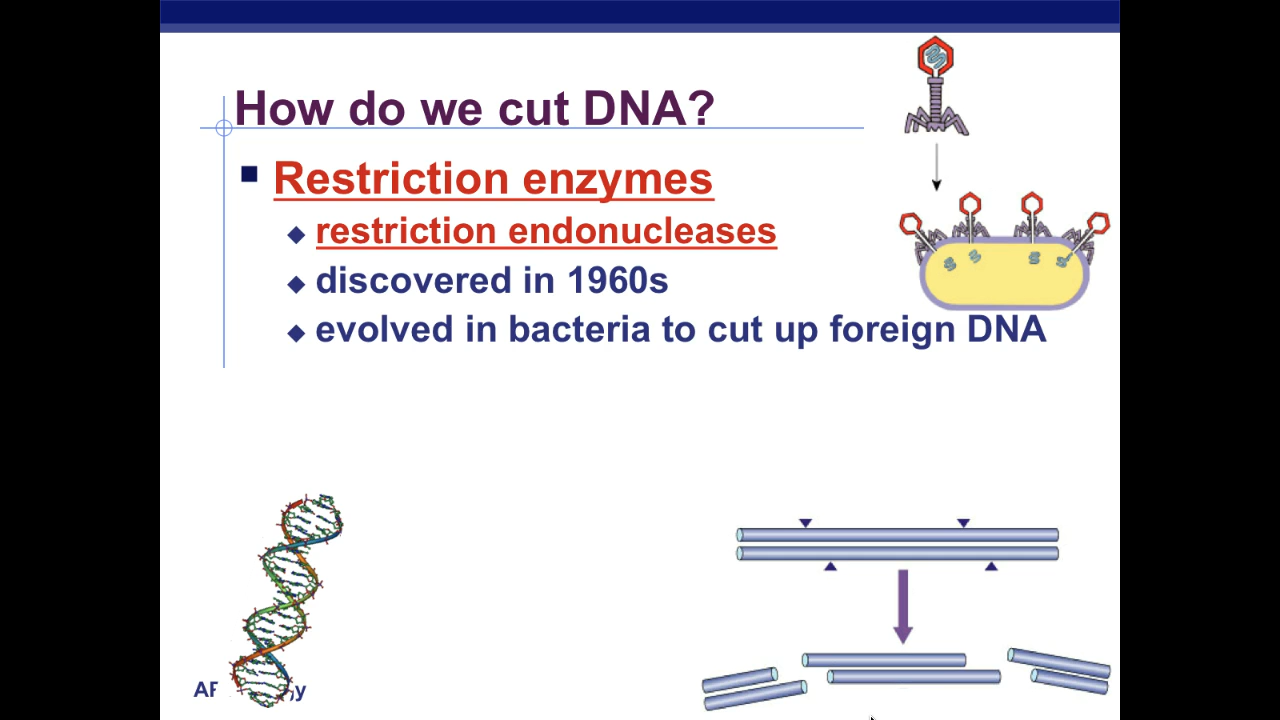 How do we cut DNA?
Restriction enzymes
restriction endonucleases
discovered in 1960s
evolved in bacteria to cut up foreign DNA